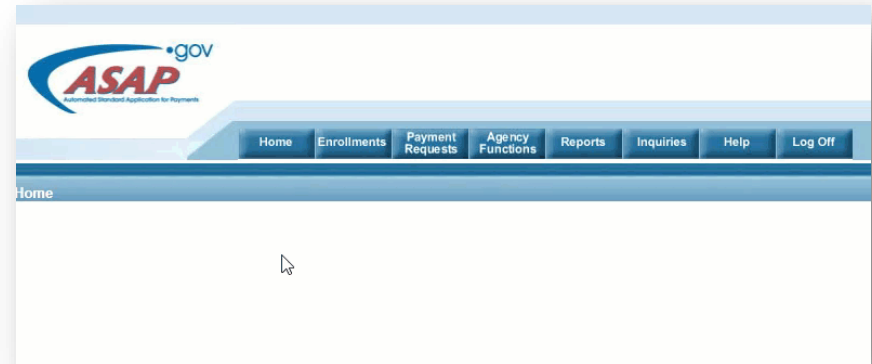 •gov
ASAP
Automated Standard Application for Payments
Home Enrollments Payment Requests Agency Functions Reports Inquiries Help Log Off
Home